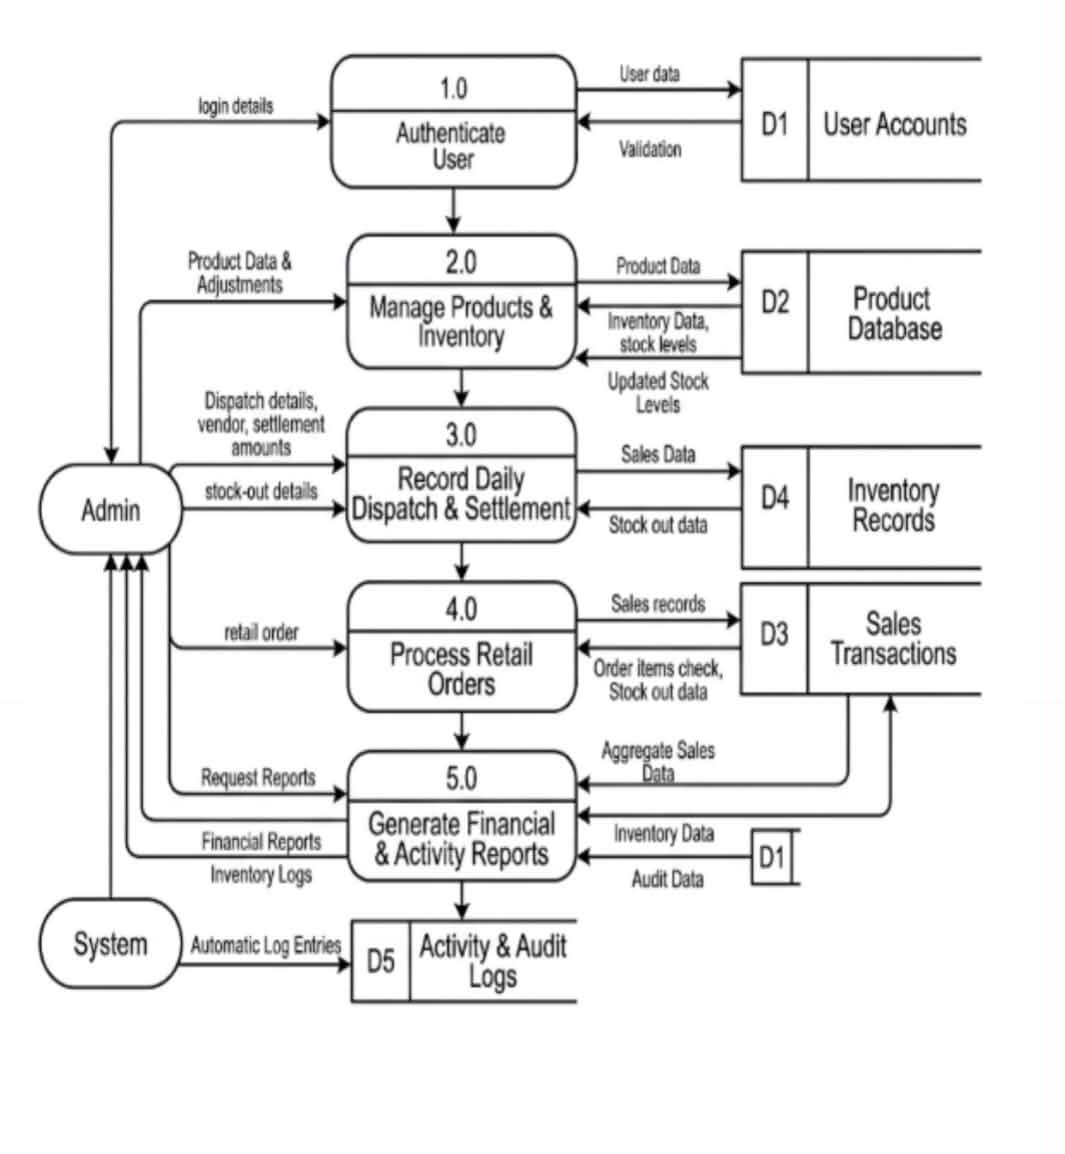 1.0
Authenticate
User
login details
User data
Validation
D1
User Accounts
Product Data &
Adjustments
2.0
Manage Products &
Inventory
Product Data
Inventory Data,
stock levels
Updated Stock
Levels
D2
Product
Database
Dispatch details,
vendor, settlement
amounts
stock-out details
3.0
Record Daily
Dispatch & Settlement
Sales Data
Stock out data
D4
Inventory
Records
Admin
retail order
4.0
Process Retail
Orders
Sales records
Order items check,
Stock out data
D3
Sales
Transactions
Request Reports
Financial Reports
Inventory Logs
5.0
Generate Financial
& Activity Reports
Aggregate Sales
Data
Inventory Data
Audit Data
D1
System
Automatic Log Entries
D5
Activity & Audit
Logs